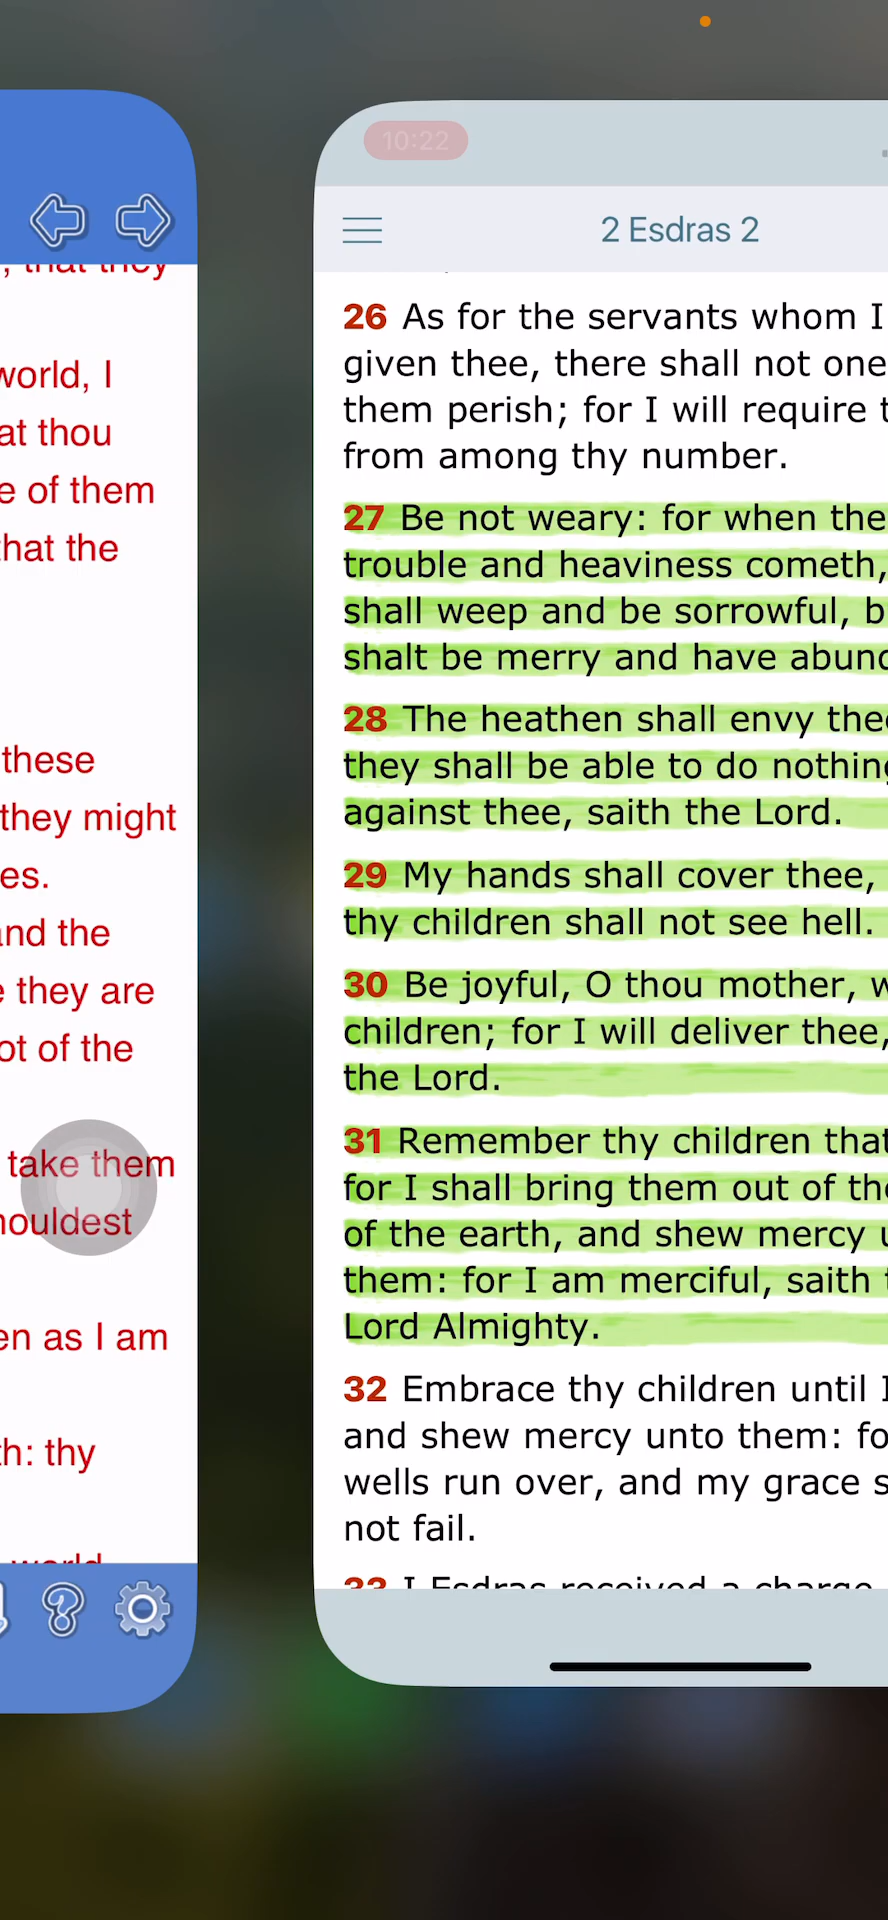 , that they
world, I
at thou
e of them
that the
these
they might
es.
and the
e they are
ot of the
take them
houldest
en as I am
h: thy
world
10:22
2 Esdras 2
26 As for the servants whom I
given thee, there shall not one
them perish; for I will require
from among thy number.
27 Be not weary: for when the
trouble and heaviness cometh,
shall weep and be sorrowful, b
shalt be merry and have abund
28 The heathen shall envy thee
they shall be able to do nothing
against thee, saith the Lord.
29 My hands shall cover thee,
thy children shall not see hell.
30 Be joyful, O thou mother, w
children; for I will deliver thee,
the Lord.
31 Remember thy children that
for I shall bring them out of the
of the earth, and shew mercy u
them: for I am merciful, saith
Lord Almighty.
32 Embrace thy children until I
and shew mercy unto them: fo
wells run over, and my grace s
not fail.
33 I Esdras received a charge